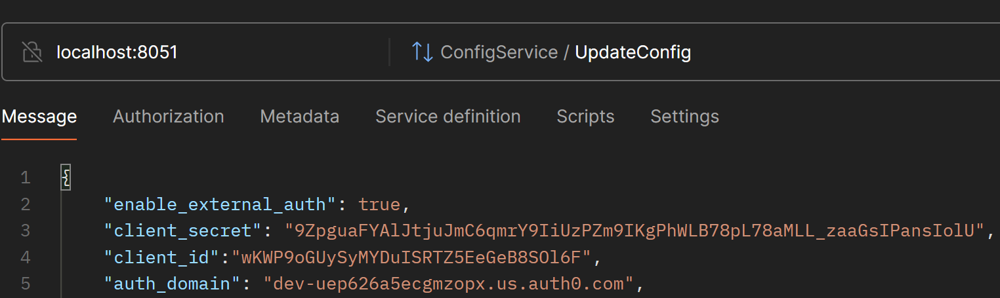 localhost:8051 ConfigService / UpdateConfig
Message Authorization Metadata Service definition Scripts Settings
1 {
2 "enable_external_auth": true,
3 "client_secret": "9ZpguaFYAlJtjuJmC6qmrY9IiUzPZm9IKgPhWLB78pL78aMLL_zaaGsIPansIolU",
4 "client_id":"wKWP9oGUySyMYDuISRTZ5EeGeB8SOl6F",
5 "auth_domain": "dev-uep626a5ecgmzopx.us.auth0.com",